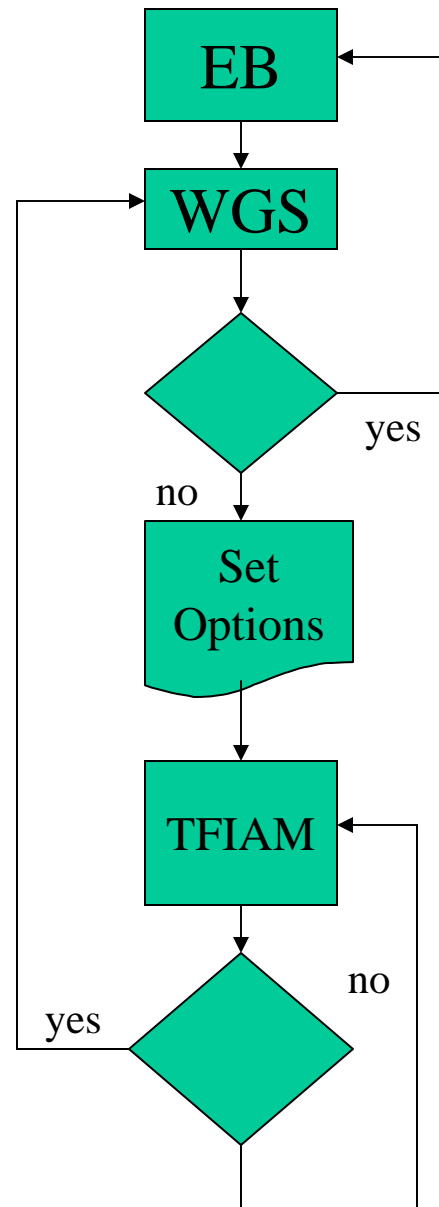 EB
WGS
yes
no
Set
Options
TFIAM
no
yes